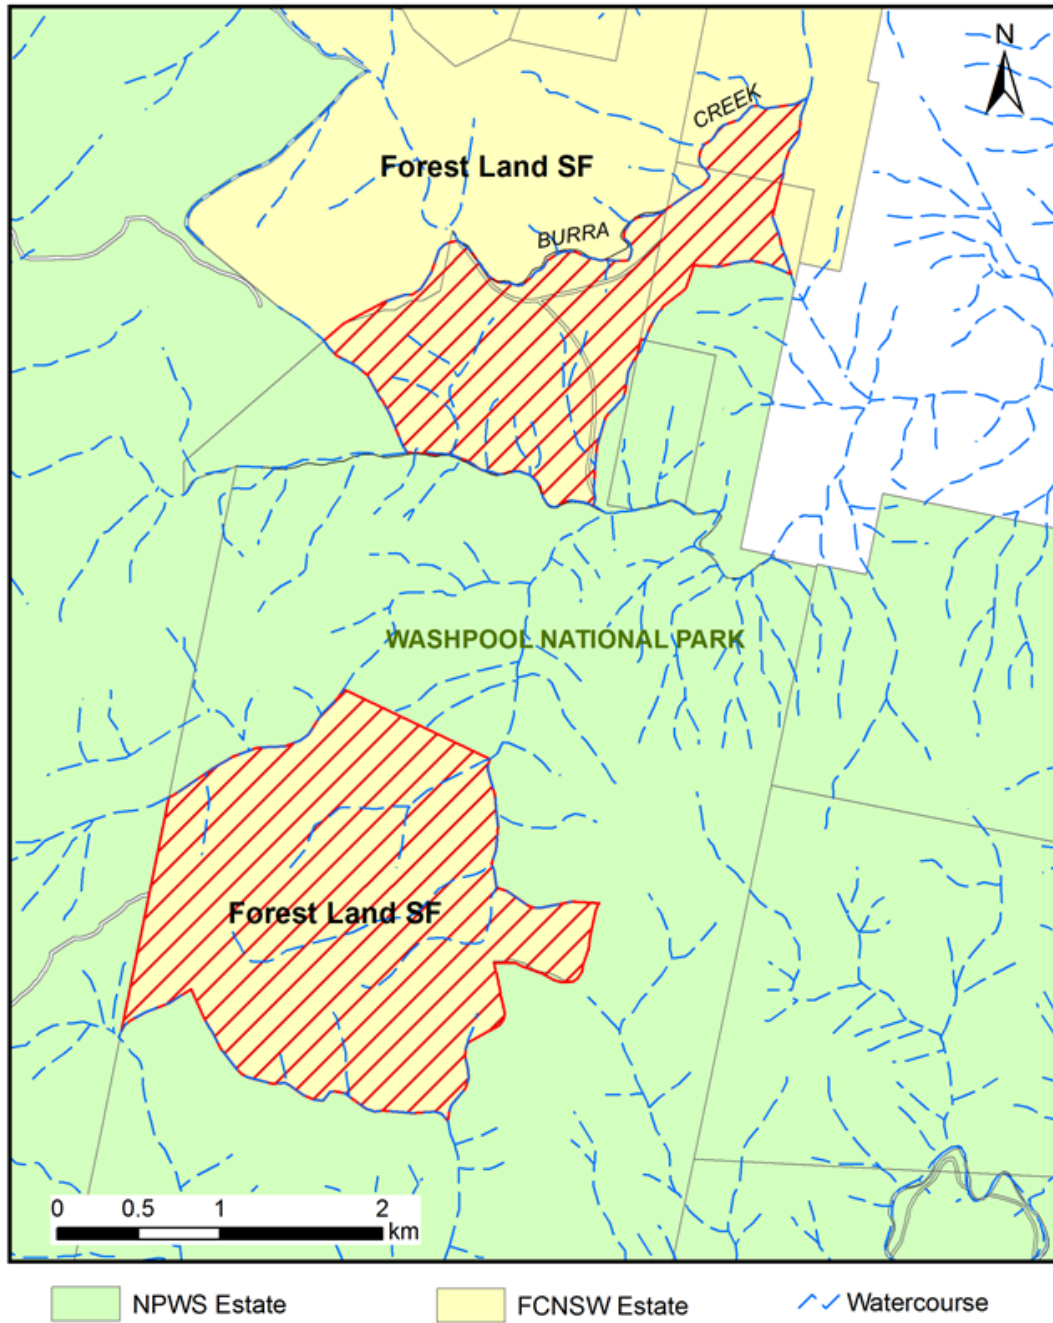 N
CREEK
Forest Land SF
BURRA
WASHPOOL NATIONAL PARK
Forest Land SF
0 0.5 1 2
km
NPWS Estate
FCNSW Estate
Watercourse